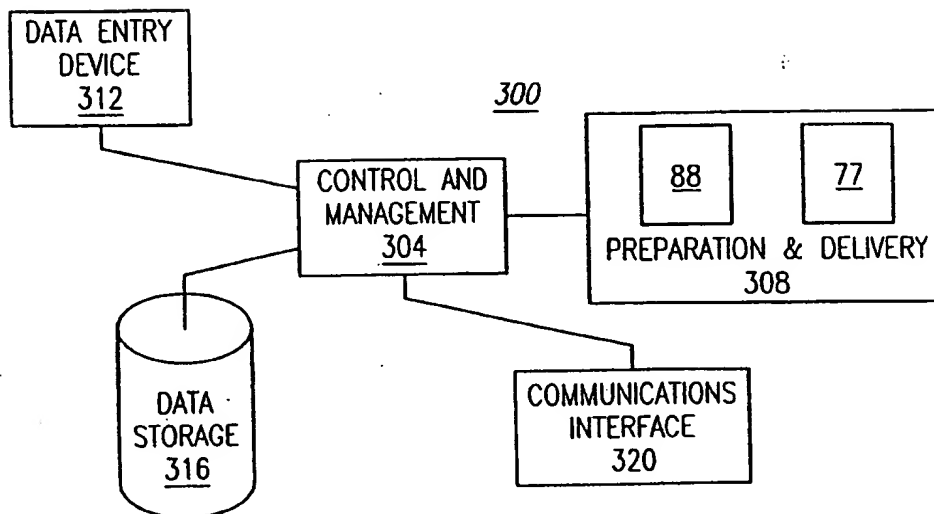 DATA ENTRY
DEVICE
312
300
88
77
PREPARATION & DELIVERY
308
CONTROL AND
MANAGEMENT
304
DATA
STORAGE
316
COMMUNICATIONS
INTERFACE
320